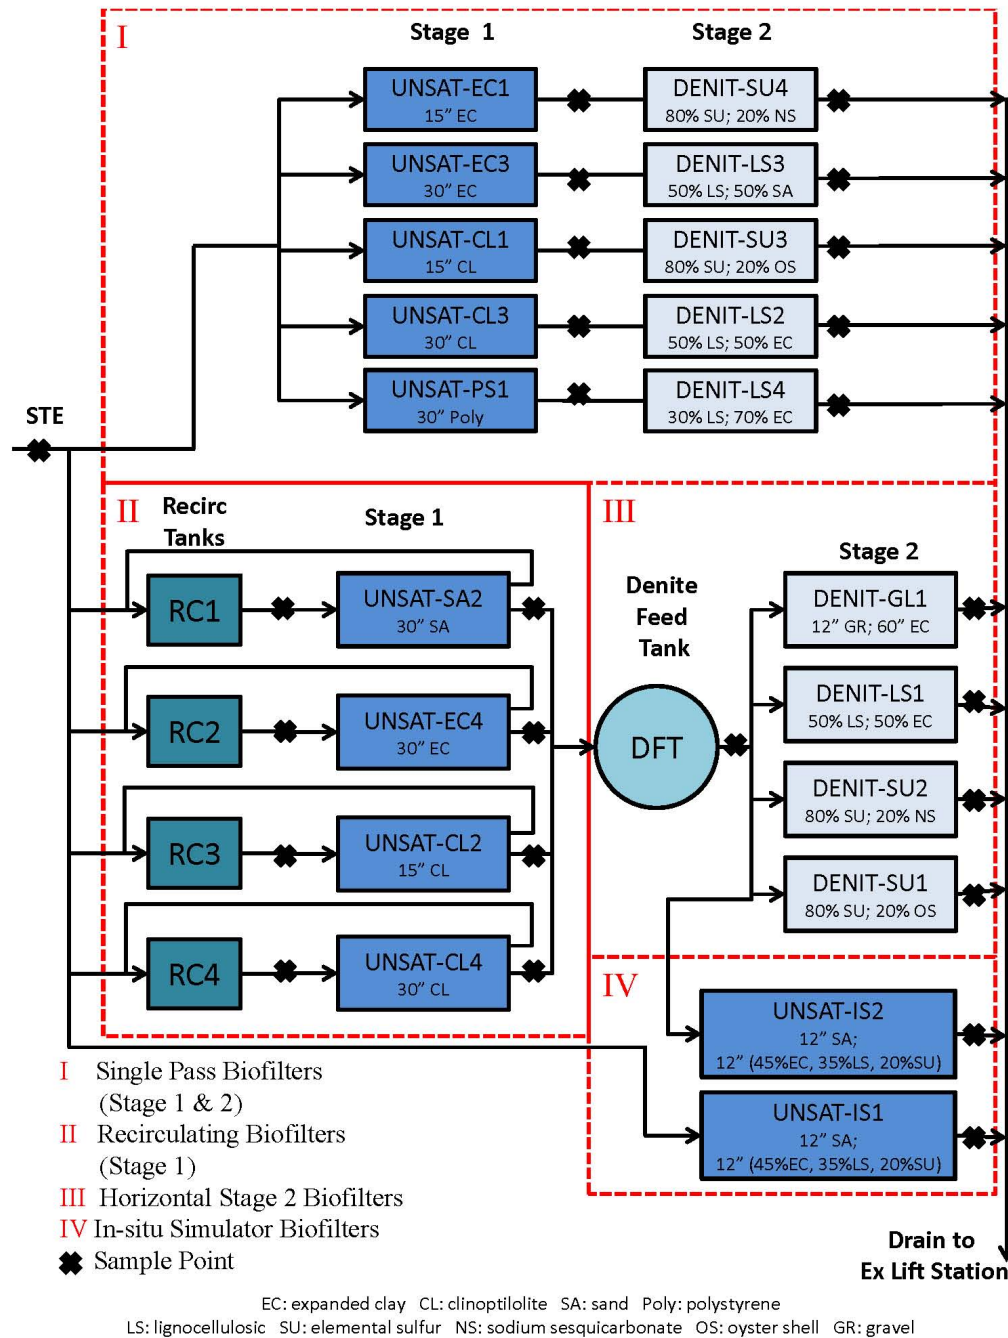 I
Stage 1
Stage 2
UNSAT-EC1
15” EC
DENIT-SU4
80% SU; 20% NS
UNSAT-EC3
30” EC
DENIT-LS3
50% LS; 50% SA
UNSAT-CL1
15” CL
DENIT-SU3
80% SU; 20% OS
UNSAT-CL3
30” CL
DENIT-LS2
50% LS; 50% EC
UNSAT-PS1
30” Poly
DENIT-LS4
30% LS; 70% EC
STE
II
Recirc
Tanks
Stage 1
RC1
UNSAT-SA2
30” SA
RC2
UNSAT-EC4
30” EC
RC3
UNSAT-CL2
15” CL
RC4
UNSAT-CL4
30” CL
III
Denite
Feed
Tank
DFT
Stage 2
DENIT-GL1
12” GR; 60” EC
DENIT-LS1
50% LS; 50% EC
DENIT-SU2
80% SU; 20% NS
DENIT-SU1
80% SU; 20% OS
IV
UNSAT-IS2
12” SA;
12” (45%EC, 35%LS, 20%SU)
UNSAT-IS1
12” SA;
12” (45%EC, 35%LS, 20%SU)
I Single Pass Biofilters
(Stage 1 & 2)
II Recirculating Biofilters
(Stage 1)
III Horizontal Stage 2 Biofilters
IV In-situ Simulator Biofilters
Sample Point
Drain to
Ex Lift Station
EC: expanded clay CL: clinoptilolite SA: sand Poly: polystyrene
LS: lignocellulosic SU: elemental sulfur NS: sodium sesquicarbonate OS: oyster shell GR: gravel